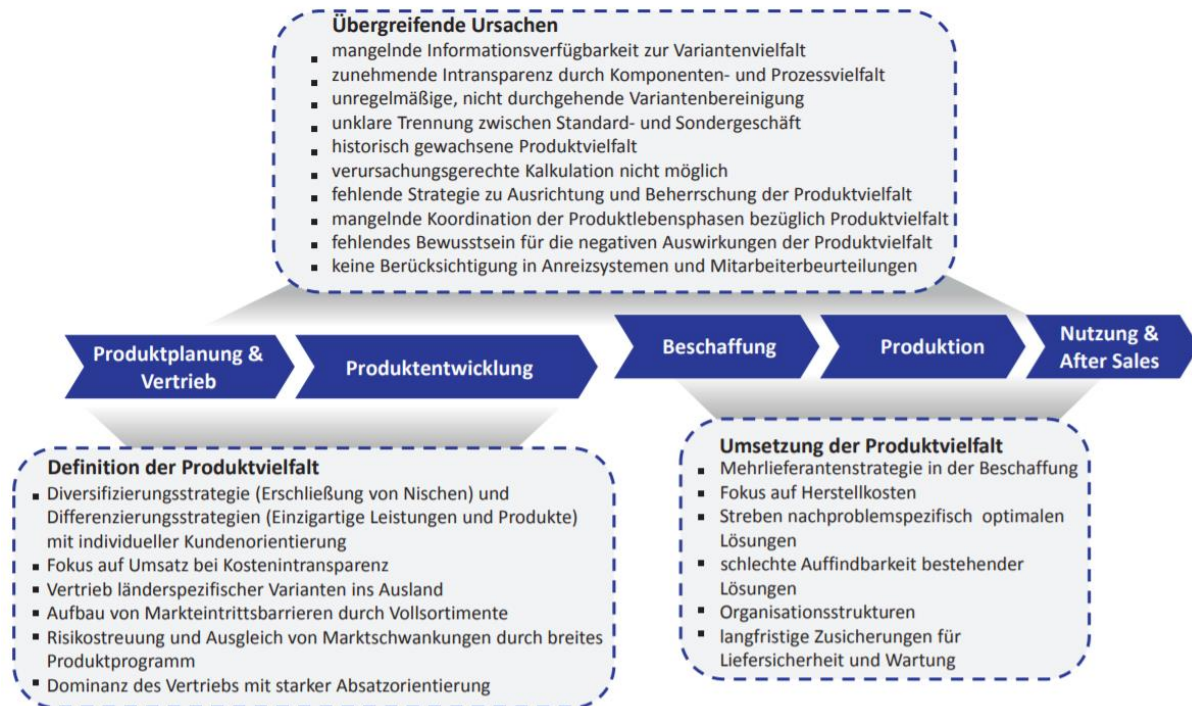 Übergreifende Ursachen
▪ mangelnde Informationsverfügbarkeit zur Variantenvielfalt
▪ zunehmende Intransparenz durch Komponenten- und Prozessvielfalt
▪ unregelmäßige, nicht durchgehende Variantenbereinigung
▪ unklare Trennung zwischen Standard- und Sondergeschäft
▪ historisch gewachsene Produktvielfalt
▪ verursachungsgerechte Kalkulation nicht möglich
▪ fehlende Strategie zu Ausrichtung und Beherrschung der Produktvielfalt
▪ mangelnde Koordination der Produktlebensphasen bezüglich Produktvielfalt
▪ fehlendes Bewusstsein für die negativen Auswirkungen der Produktvielfalt
▪ keine Berücksichtigung in Anreizsystemen und Mitarbeiterbeurteilungen
Produktplanung &
Vertrieb
Produktentwicklung
Beschaffung
Produktion
Nutzung &
After Sales
Definition der Produktvielfalt
▪ Diversifizierungsstrategie (Erschließung von Nischen) und
Differenzierungsstrategien (Einzigartige Leistungen und Produkte)
mit individueller Kundenorientierung
▪ Fokus auf Umsatz bei Kostenintransparenz
▪ Vertrieb länderspezifischer Varianten ins Ausland
▪ Aufbau von Markteintrittsbarrieren durch Vollsortimente
▪ Risikostreuung und Ausgleich von Marktschwankungen durch breites
Produktprogramm
▪ Dominanz des Vertriebs mit starker Absatzorientierung
Umsetzung der Produktvielfalt
▪ Mehrlieferantenstrategie in der Beschaffung
▪ Fokus auf Herstellkosten
▪ Streben nachproblemspezifisch optimalen
Lösungen
▪ schlechte Auffindbarkeit bestehender
Lösungen
▪ Organisationsstrukturen
▪ langfristige Zusicherungen für
Liefersicherheit und Wartung